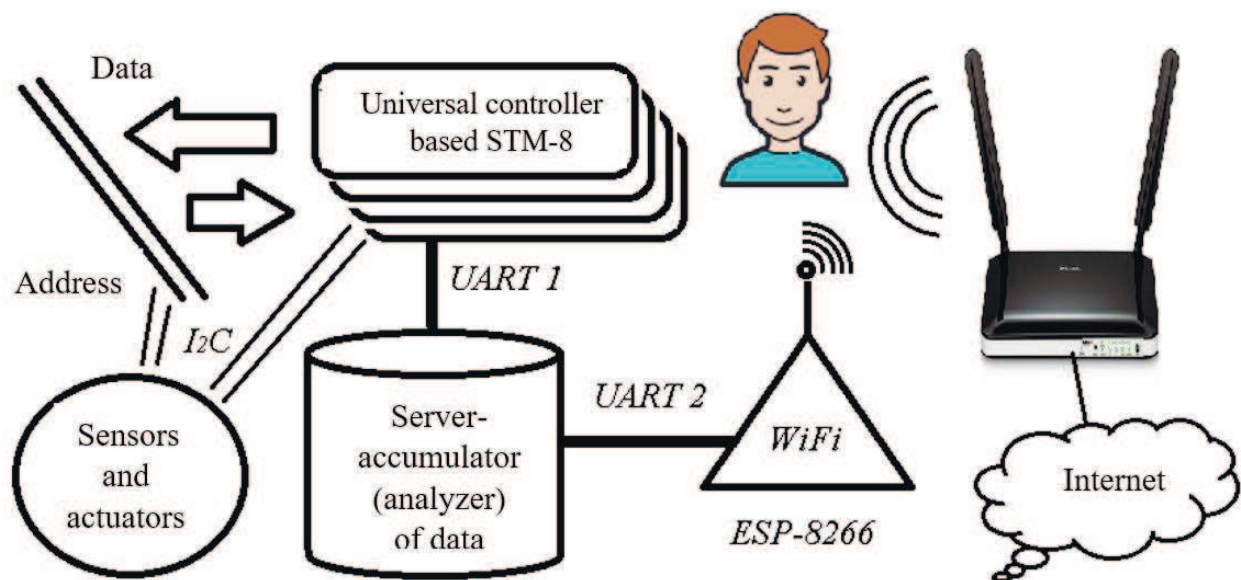 Data
Universal controller
based STM-8
Address
UART 1
I2C
Sensors
and
actuators
Server-
accumulator
(analyzer)
of data
UART 2
WiFi
ESP-8266
Internet